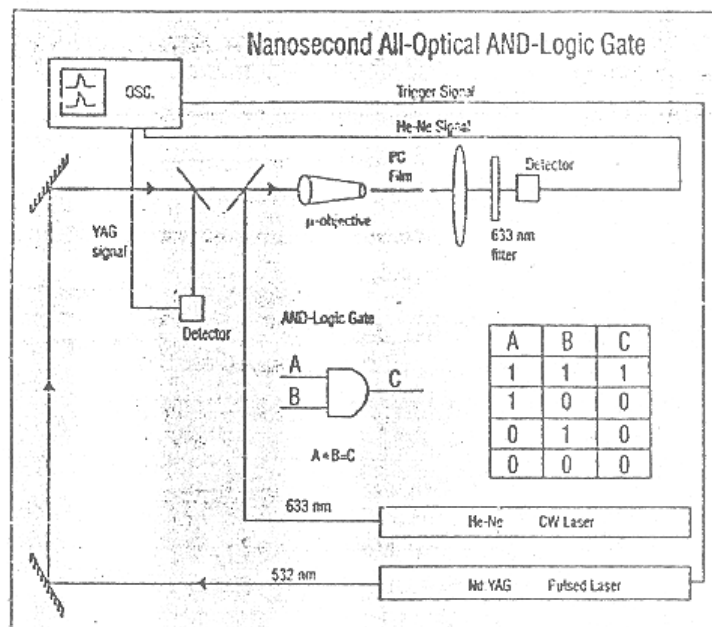 Nanosecond All-Optical AND-Logic Gate
OSC.
Trigger Signal
He-Ne Signal
PC
Film
Detector
μ-objective
633 nm
filter
YAG
signal
Detector
AND-Logic Gate
A
B
C
A • B=C
A B C
1 1 1
1 0 0
0 1 0
0 0 0
633 nm
He-Ne CW Laser
532 nm
Nd:YAG Pulsed Laser